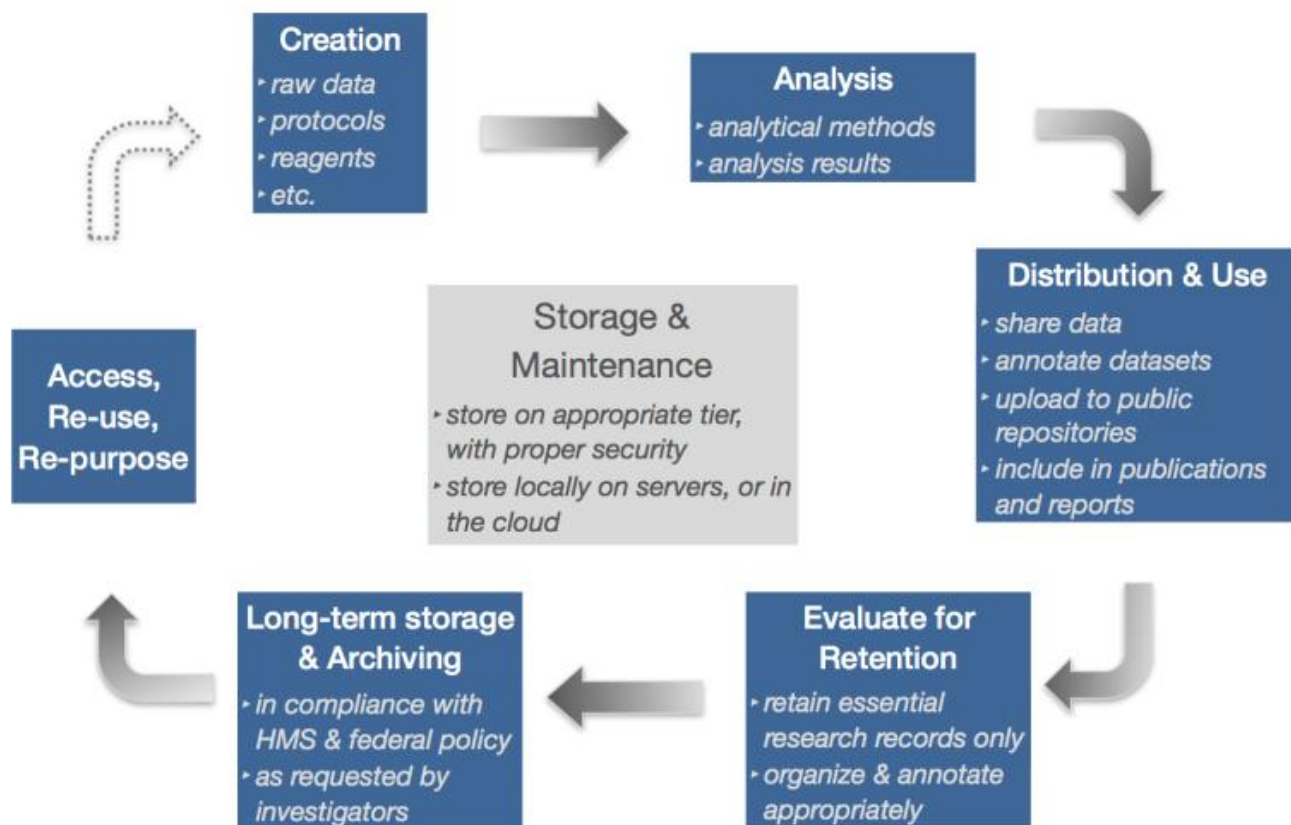 Creation
‣ raw data
‣ protocols
‣ reagents
‣ etc.
Analysis
‣ analytical methods
‣ analysis results
Distribution & Use
‣ share data
‣ annotate datasets
‣ upload to public
repositories
‣ include in publications
and reports
Storage &
Maintenance
‣ store on appropriate tier,
with proper security
‣ store locally on servers, or in
the cloud
Evaluate for
Retention
‣ retain essential
research records only
‣ organize & annotate
appropriately
Long-term storage
& Archiving
‣ in compliance with
HMS & federal policy
‣ as requested by
investigators
Access,
Re-use,
Re-purpose